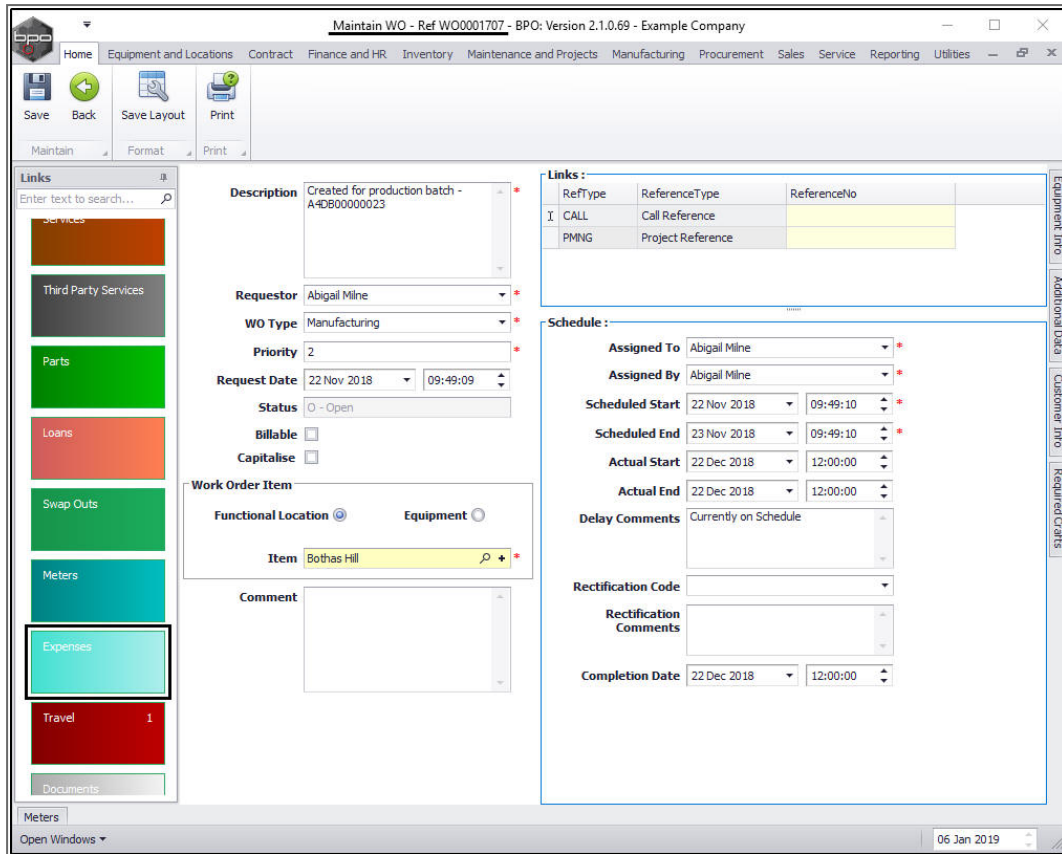 bpo
Maintain WO - Ref WO0001707 - BPO: Version 2.1.0.69 - Example Company
Home Equipment and Locations Contract Finance and HR Inventory Maintenance and Projects Manufacturing Procurement Sales Service Reporting Utilities
Save Back Save Layout Print
Maintain Format Print
Links
Enter text to search...
Services
Third Party Services
Parts
Loans
Swap Outs
Meters
Expenses
Travel 1
Documents
Description Created for production batch -
A4DB00000023
*
Requestor Abigail Milne *
WO Type Manufacturing *
Priority 2 *
Request Date 22 Nov 2018 09:49:09
Status O - Open
Billable
Capitalise
Work Order Item
Functional Location Equipment
Item Bothas Hill *
Comment
Links :
RefType ReferenceType ReferenceNo
CALL Call Reference
PMNG Project Reference
Schedule :
Assigned To Abigail Milne *
Assigned By Abigail Milne *
Scheduled Start 22 Nov 2018 09:49:10 *
Scheduled End 23 Nov 2018 09:49:10 *
Actual Start 22 Dec 2018 12:00:00
Actual End 22 Dec 2018 12:00:00
Delay Comments Currently on Schedule
Rectification Code
Rectification
Comments
Completion Date 22 Dec 2018 12:00:00
Equipment Info
Additional Data
Customer Info
Required Crafts
Meters
Open Windows 06 Jan 2019